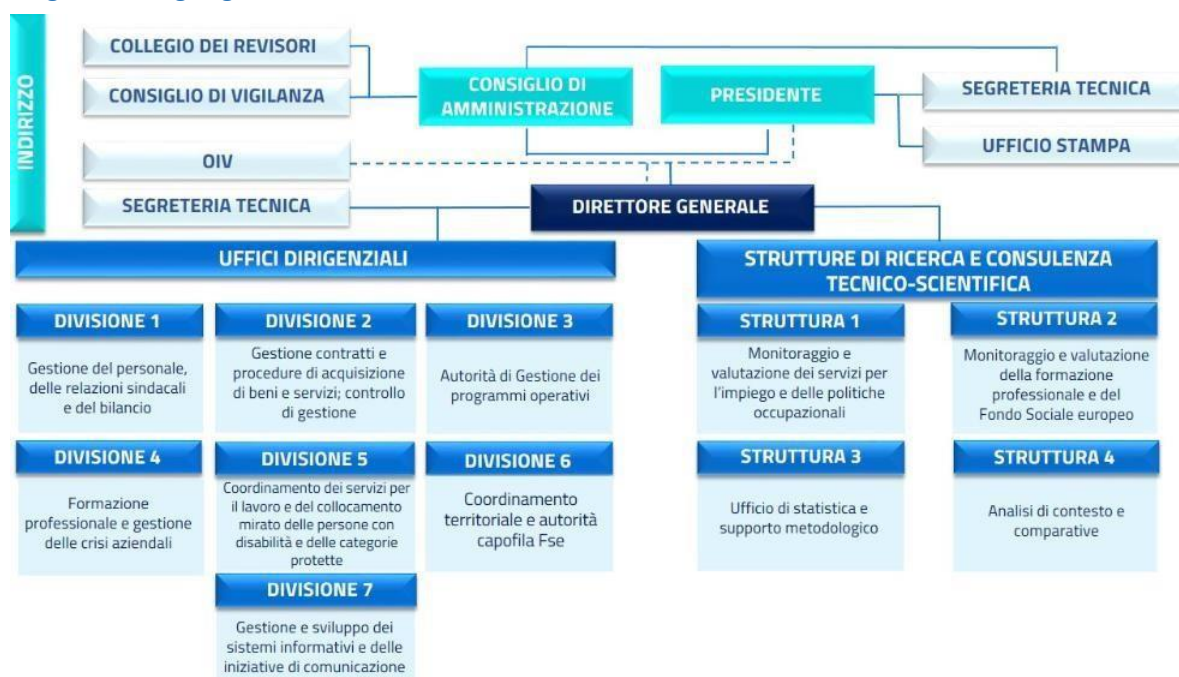 INDIRIZZO
COLLEGIO DEI REVISORI
CONSIGLIO DI VIGILANZA
CONSIGLIO DI
AMMINISTRAZIONE
PRESIDENTE
SEGRETERIA TECNICA
UFFICIO STAMPA
OIV
SEGRETERIA TECNICA
DIRETTORE GENERALE
UFFICI DIRIGENZIALI
DIVISIONE 1
Gestione del personale,
delle relazioni sindacali
e del bilancio
DIVISIONE 2
Gestione contratti e
procedure di acquisizione
di beni e servizi; controllo
di gestione
DIVISIONE 3
Autorità di Gestione dei
programmi operativi
DIVISIONE 4
Formazione
professionale e gestione
delle crisi aziendali
DIVISIONE 5
Coordinamento dei servizi per
il lavoro e del collocamento
mirato delle persone con
disabilità e delle categorie
protette
DIVISIONE 6
Coordinamento
territoriale e autorità
capofila Fse
DIVISIONE 7
Gestione e sviluppo dei
sistemi informativi e delle
iniziative di comunicazione
STRUTTURE DI RICERCA E CONSULENZA
TECNICO-SCIENTIFICA
STRUTTURA 1
Monitoraggio e
valutazione dei servizi per
l'impiego e delle politiche
occupazionali
STRUTTURA 2
Monitoraggio e valutazione
della formazione
professionale e del
Fondo Sociale europeo
STRUTTURA 3
Ufficio di statistica e
supporto metodologico
STRUTTURA 4
Analisi di contesto e
comparative